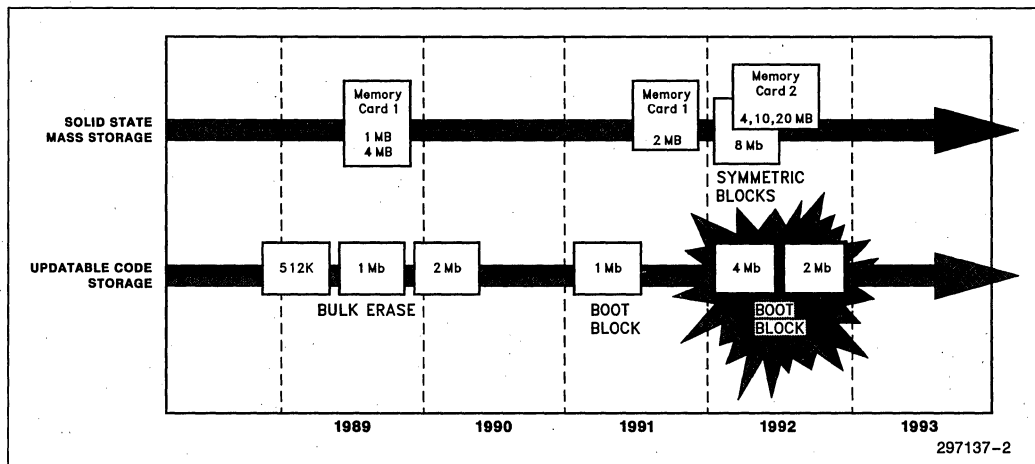 SOLID STATE
MASS STORAGE
Memory
Card 1
1 MB
4 MB
Memory
Card 1
2 MB
Memory
Card 2
4,10,20 MB
8 Mb
SYMMETRIC
BLOCKS
UPDATABLE CODE
STORAGE
512K
1 Mb
2 Mb
BULK ERASE
1 Mb
BOOT
BLOCK
4 Mb
2 Mb
BOOT
BLOCK
1989
1990
1991
1992
1993
297137-2